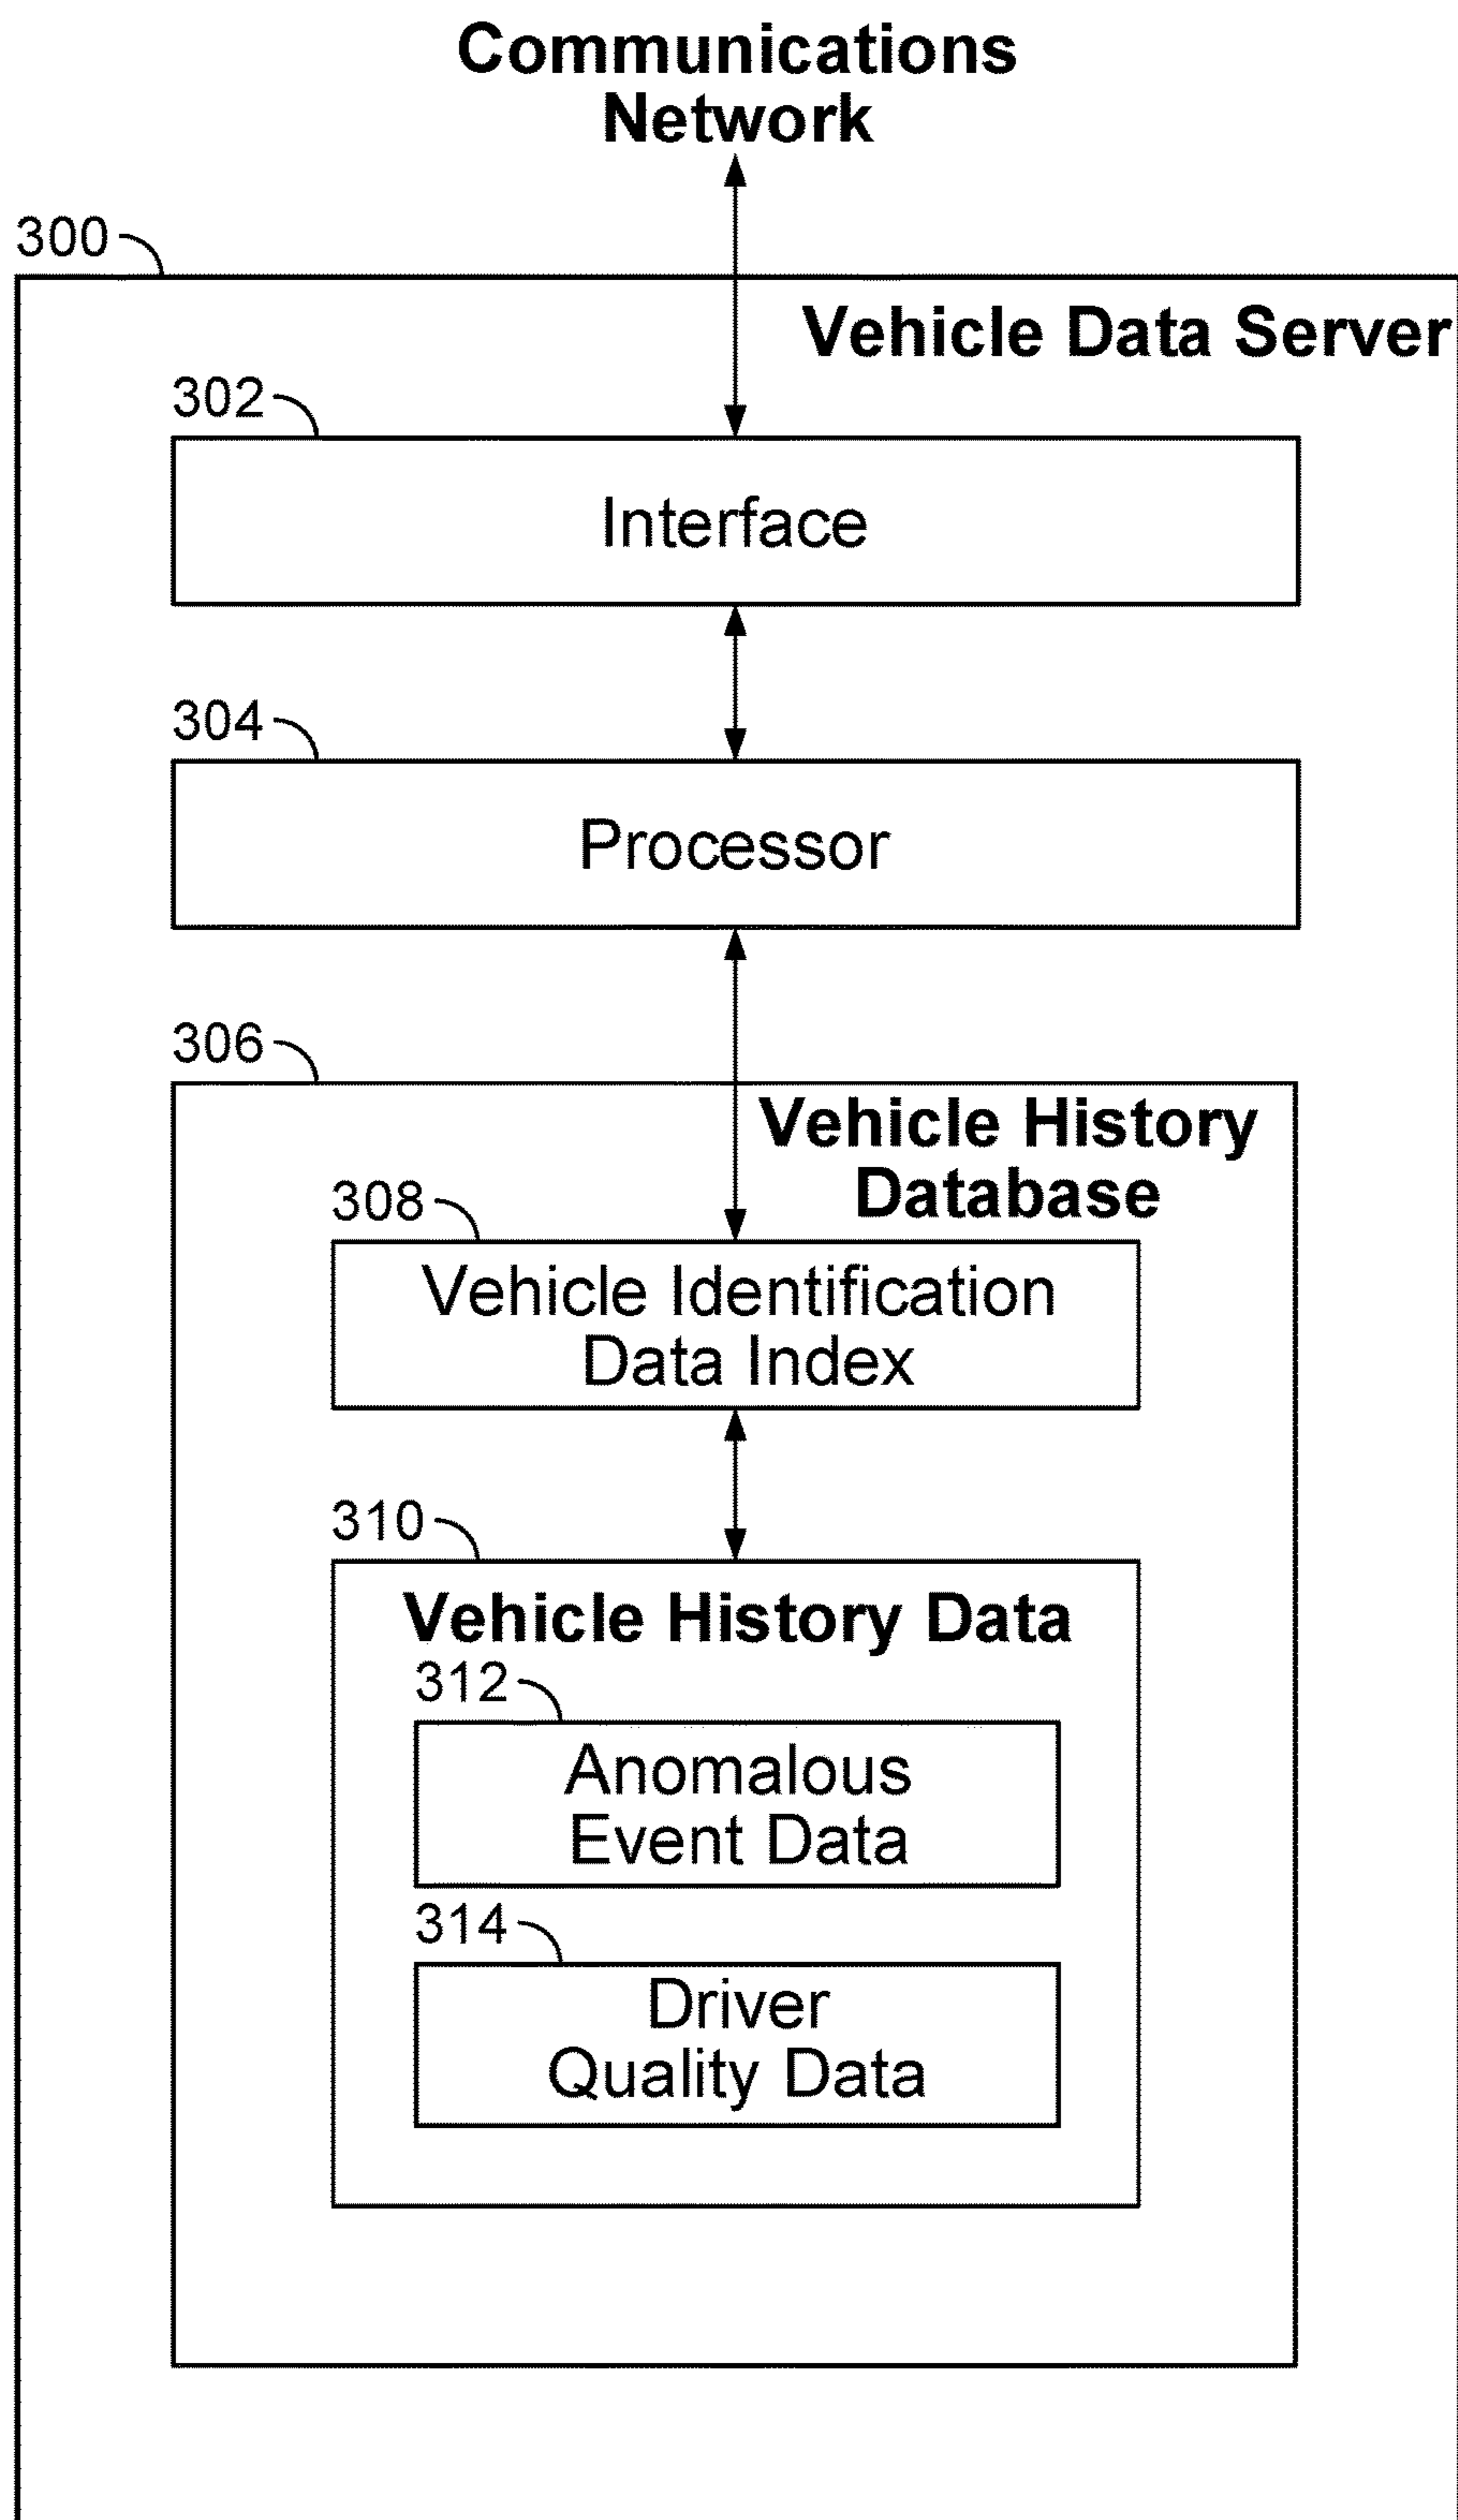 Communications
Network
300
Vehicle Data Server
302
Interface
304
Processor
306
Vehicle History
Database
308
Vehicle Identification
Data Index
310
Vehicle History Data
312
Anomalous
Event Data
314
Driver
Quality Data